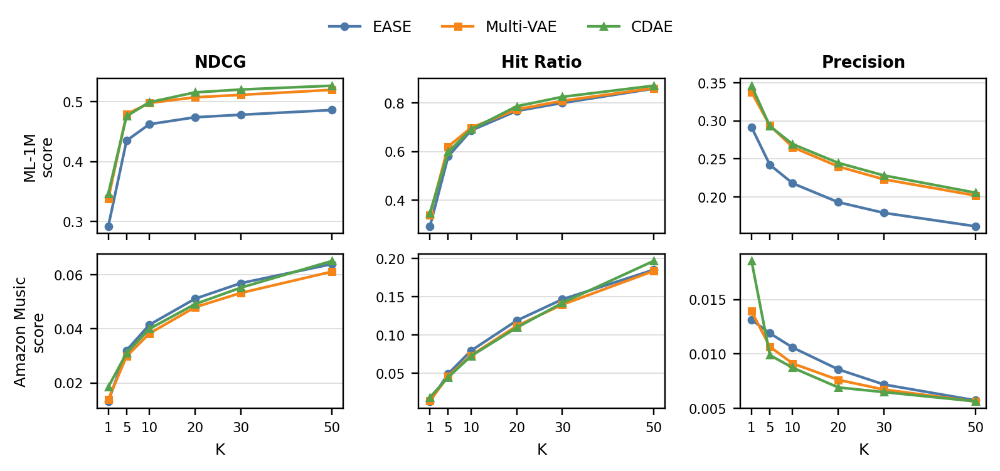 EASE Multi-VAE CDAE
NDCG Hit Ratio Precision
ML-1M
score
0.5
0.4
0.3
0.8
0.6
0.4
0.35
0.30
0.25
0.20
Amazon Music
score
0.06
0.04
0.02
0.20
0.15
0.10
0.05
0.015
0.010
0.005
1 5 10 20 30 50
1 5 10 20 30 50
1 5 10 20 30 50
K K K